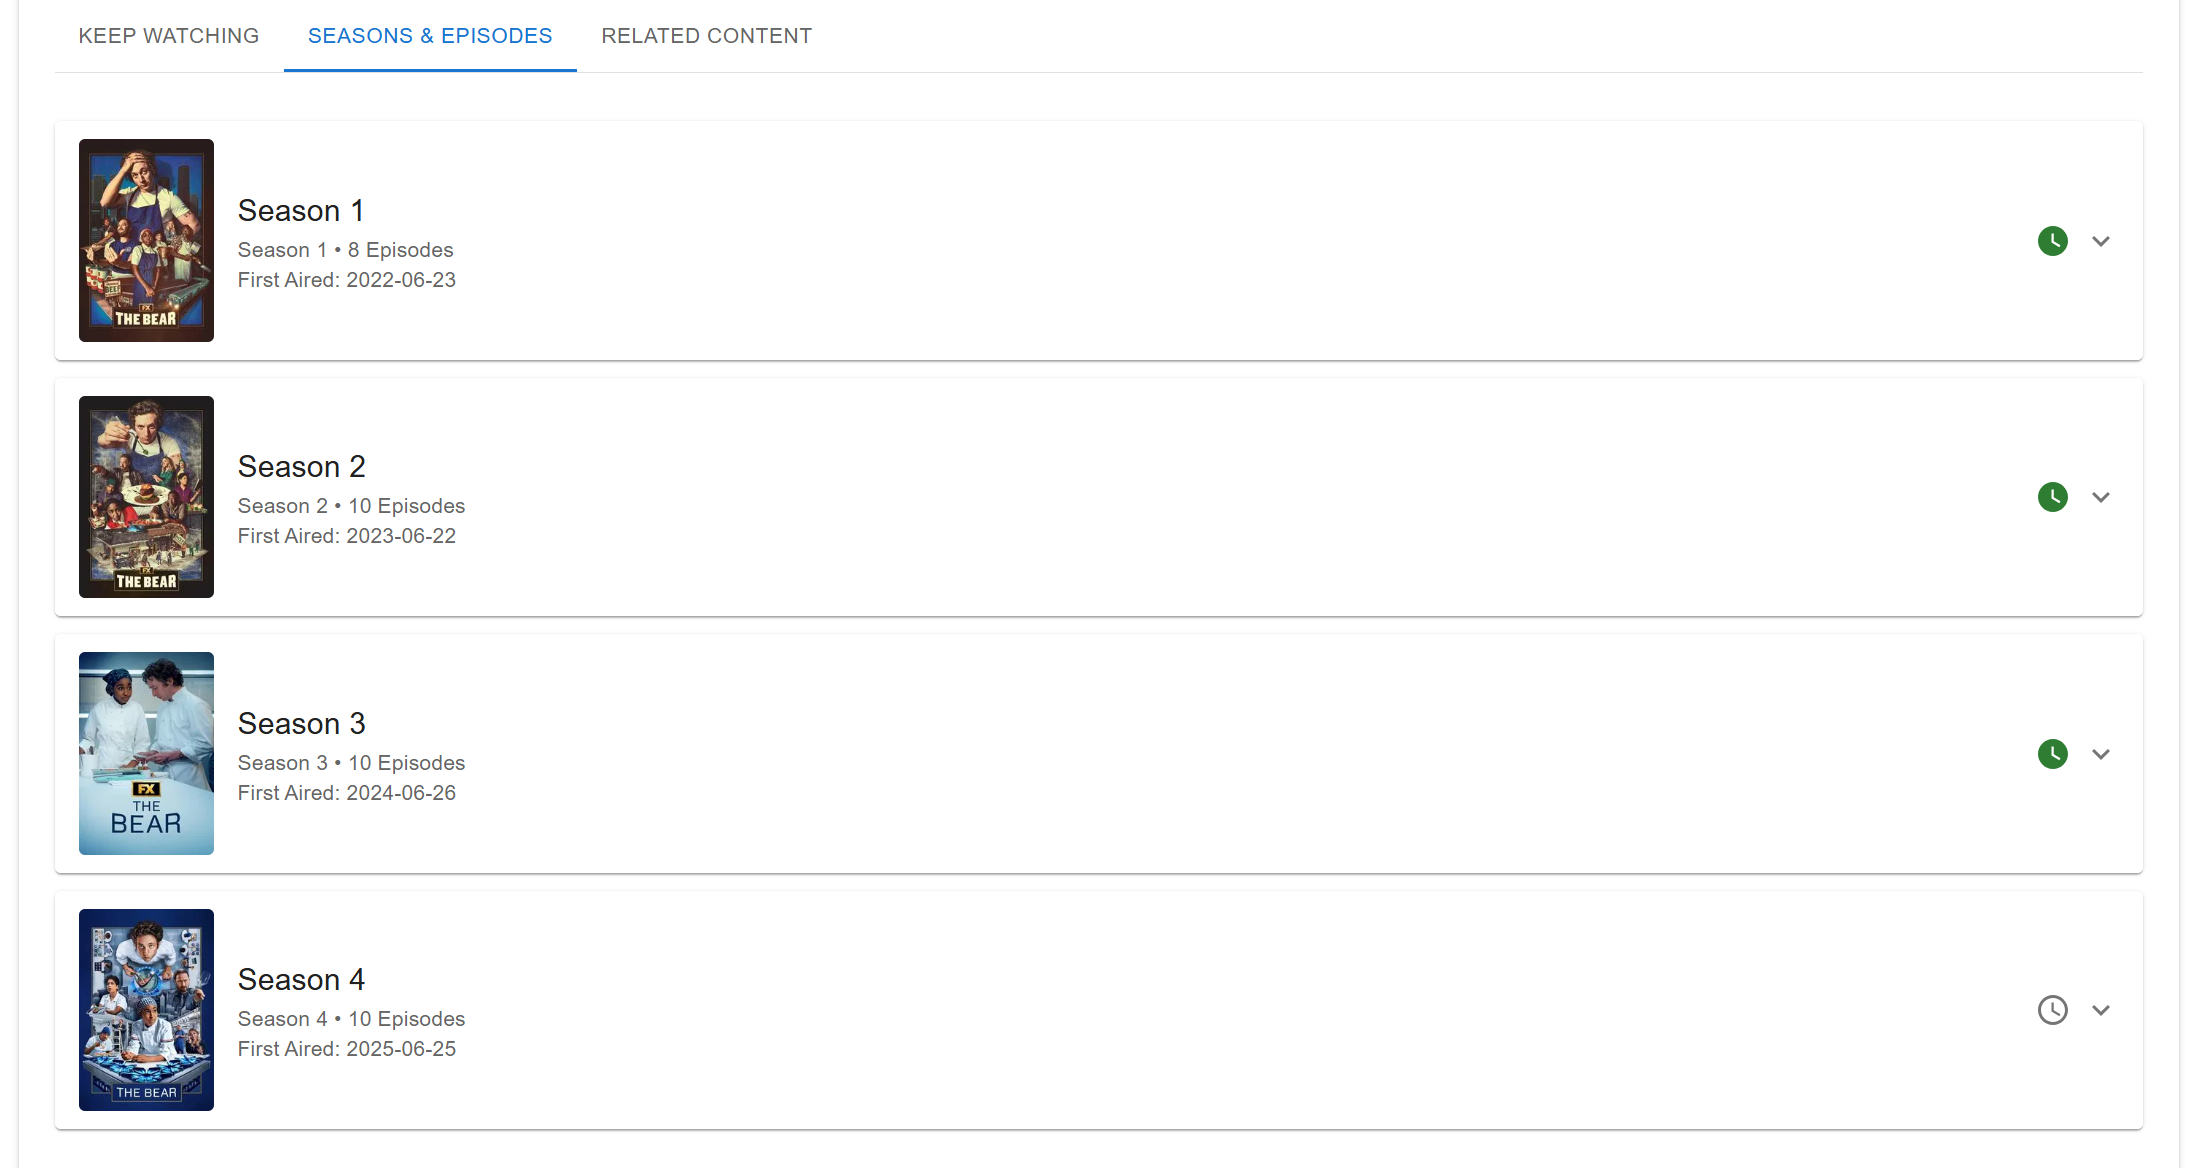 KEEP WATCHING
SEASONS & EPISODES
RELATED CONTENT
BEEF
FX
THE BEAR
Season 1
Season 1 • 8 Episodes
First Aired: 2022-06-23
FX
THE BEAR
Season 2
Season 2 • 10 Episodes
First Aired: 2023-06-22
FX
THE
BEAR
Season 3
Season 3 • 10 Episodes
First Aired: 2024-06-26
THE BEAR
Season 4
Season 4 • 10 Episodes
First Aired: 2025-06-25